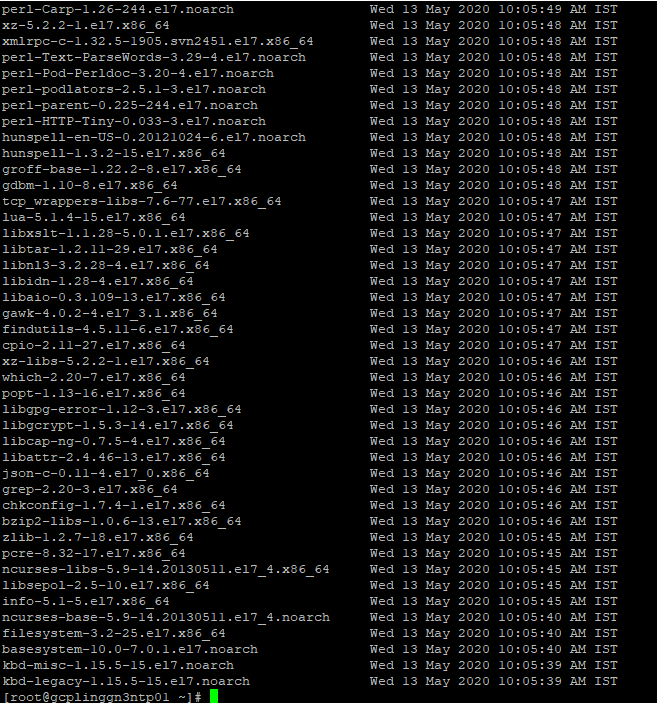 perl-Carp-1.26-244.el7.noarch Wed 13 May 2020 10:05:49 AM IST
xz-5.2.2-1.el7.x86_64 Wed 13 May 2020 10:05:48 AM IST
xmlrpc-c-1.32.5-1905.svn2451.el7.x86_64 Wed 13 May 2020 10:05:48 AM IST
perl-Text-ParseWords-3.29-4.el7.noarch Wed 13 May 2020 10:05:48 AM IST
perl-Pod-Perldoc-3.20-4.el7.noarch Wed 13 May 2020 10:05:48 AM IST
perl-podlators-2.5.1-3.el7.noarch Wed 13 May 2020 10:05:48 AM IST
perl-parent-0.225-244.el7.noarch Wed 13 May 2020 10:05:48 AM IST
perl-HTTP-Tiny-0.033-3.el7.noarch Wed 13 May 2020 10:05:48 AM IST
hunspell-en-US-0.20121024-6.el7.noarch Wed 13 May 2020 10:05:48 AM IST
hunspell-1.3.2-15.el7.x86_64 Wed 13 May 2020 10:05:48 AM IST
groff-base-1.22.2-8.el7.x86_64 Wed 13 May 2020 10:05:48 AM IST
gdbm-1.10-8.el7.x86_64 Wed 13 May 2020 10:05:48 AM IST
tcp_wrappers-libs-7.6-77.el7.x86_64 Wed 13 May 2020 10:05:47 AM IST
lua-5.1.4-15.el7.x86_64 Wed 13 May 2020 10:05:47 AM IST
libxslt-1.1.28-5.0.1.el7.x86_64 Wed 13 May 2020 10:05:47 AM IST
libtar-1.2.11-29.el7.x86_64 Wed 13 May 2020 10:05:47 AM IST
libnl3-3.2.28-4.el7.x86_64 Wed 13 May 2020 10:05:47 AM IST
libidn-1.28-4.el7.x86_64 Wed 13 May 2020 10:05:47 AM IST
libaio-0.3.109-13.el7.x86_64 Wed 13 May 2020 10:05:47 AM IST
gawk-4.0.2-4.el7_3.1.x86_64 Wed 13 May 2020 10:05:47 AM IST
findutils-4.5.11-6.el7.x86_64 Wed 13 May 2020 10:05:47 AM IST
cpio-2.11-27.el7.x86_64 Wed 13 May 2020 10:05:47 AM IST
xz-libs-5.2.2-1.el7.x86_64 Wed 13 May 2020 10:05:46 AM IST
which-2.20-7.el7.x86_64 Wed 13 May 2020 10:05:46 AM IST
popt-1.13-16.el7.x86_64 Wed 13 May 2020 10:05:46 AM IST
libgpg-error-1.12-3.el7.x86_64 Wed 13 May 2020 10:05:46 AM IST
libgcrypt-1.5.3-14.el7.x86_64 Wed 13 May 2020 10:05:46 AM IST
libcap-ng-0.7.5-4.el7.x86_64 Wed 13 May 2020 10:05:46 AM IST
libattr-2.4.46-13.el7.x86_64 Wed 13 May 2020 10:05:46 AM IST
json-c-0.11-4.el7_0.x86_64 Wed 13 May 2020 10:05:46 AM IST
grep-2.20-3.el7.x86_64 Wed 13 May 2020 10:05:46 AM IST
chkconfig-1.7.4-1.el7.x86_64 Wed 13 May 2020 10:05:46 AM IST
bzip2-libs-1.0.6-13.el7.x86_64 Wed 13 May 2020 10:05:46 AM IST
zlib-1.2.7-18.el7.x86_64 Wed 13 May 2020 10:05:45 AM IST
pcre-8.32-17.el7.x86_64 Wed 13 May 2020 10:05:45 AM IST
ncurses-libs-5.9-14.20130511.el7_4.x86_64 Wed 13 May 2020 10:05:45 AM IST
libsepol-2.5-10.el7.x86_64 Wed 13 May 2020 10:05:45 AM IST
info-5.1-5.el7.x86_64 Wed 13 May 2020 10:05:45 AM IST
ncurses-base-5.9-14.20130511.el7_4.noarch Wed 13 May 2020 10:05:40 AM IST
filesystem-3.2-25.el7.x86_64 Wed 13 May 2020 10:05:40 AM IST
basesystem-10.0-7.0.1.el7.noarch Wed 13 May 2020 10:05:40 AM IST
kbd-misc-1.15.5-15.el7.noarch Wed 13 May 2020 10:05:39 AM IST
kbd-legacy-1.15.5-15.el7.noarch Wed 13 May 2020 10:05:39 AM IST
[root@gcplinggn3ntp01 ~]#